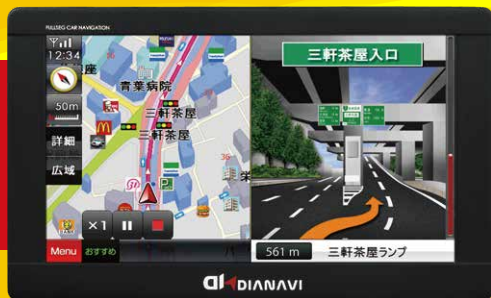 FULLSEG CAR NAVIGATION
12:34
座
青葉病院
50m
三軒茶屋
三軒茶屋
詳細
広域
36
栄
×1
Menu
おすすめ
三軒茶屋入口
561 m
三軒茶屋ランプ
DIANAVI